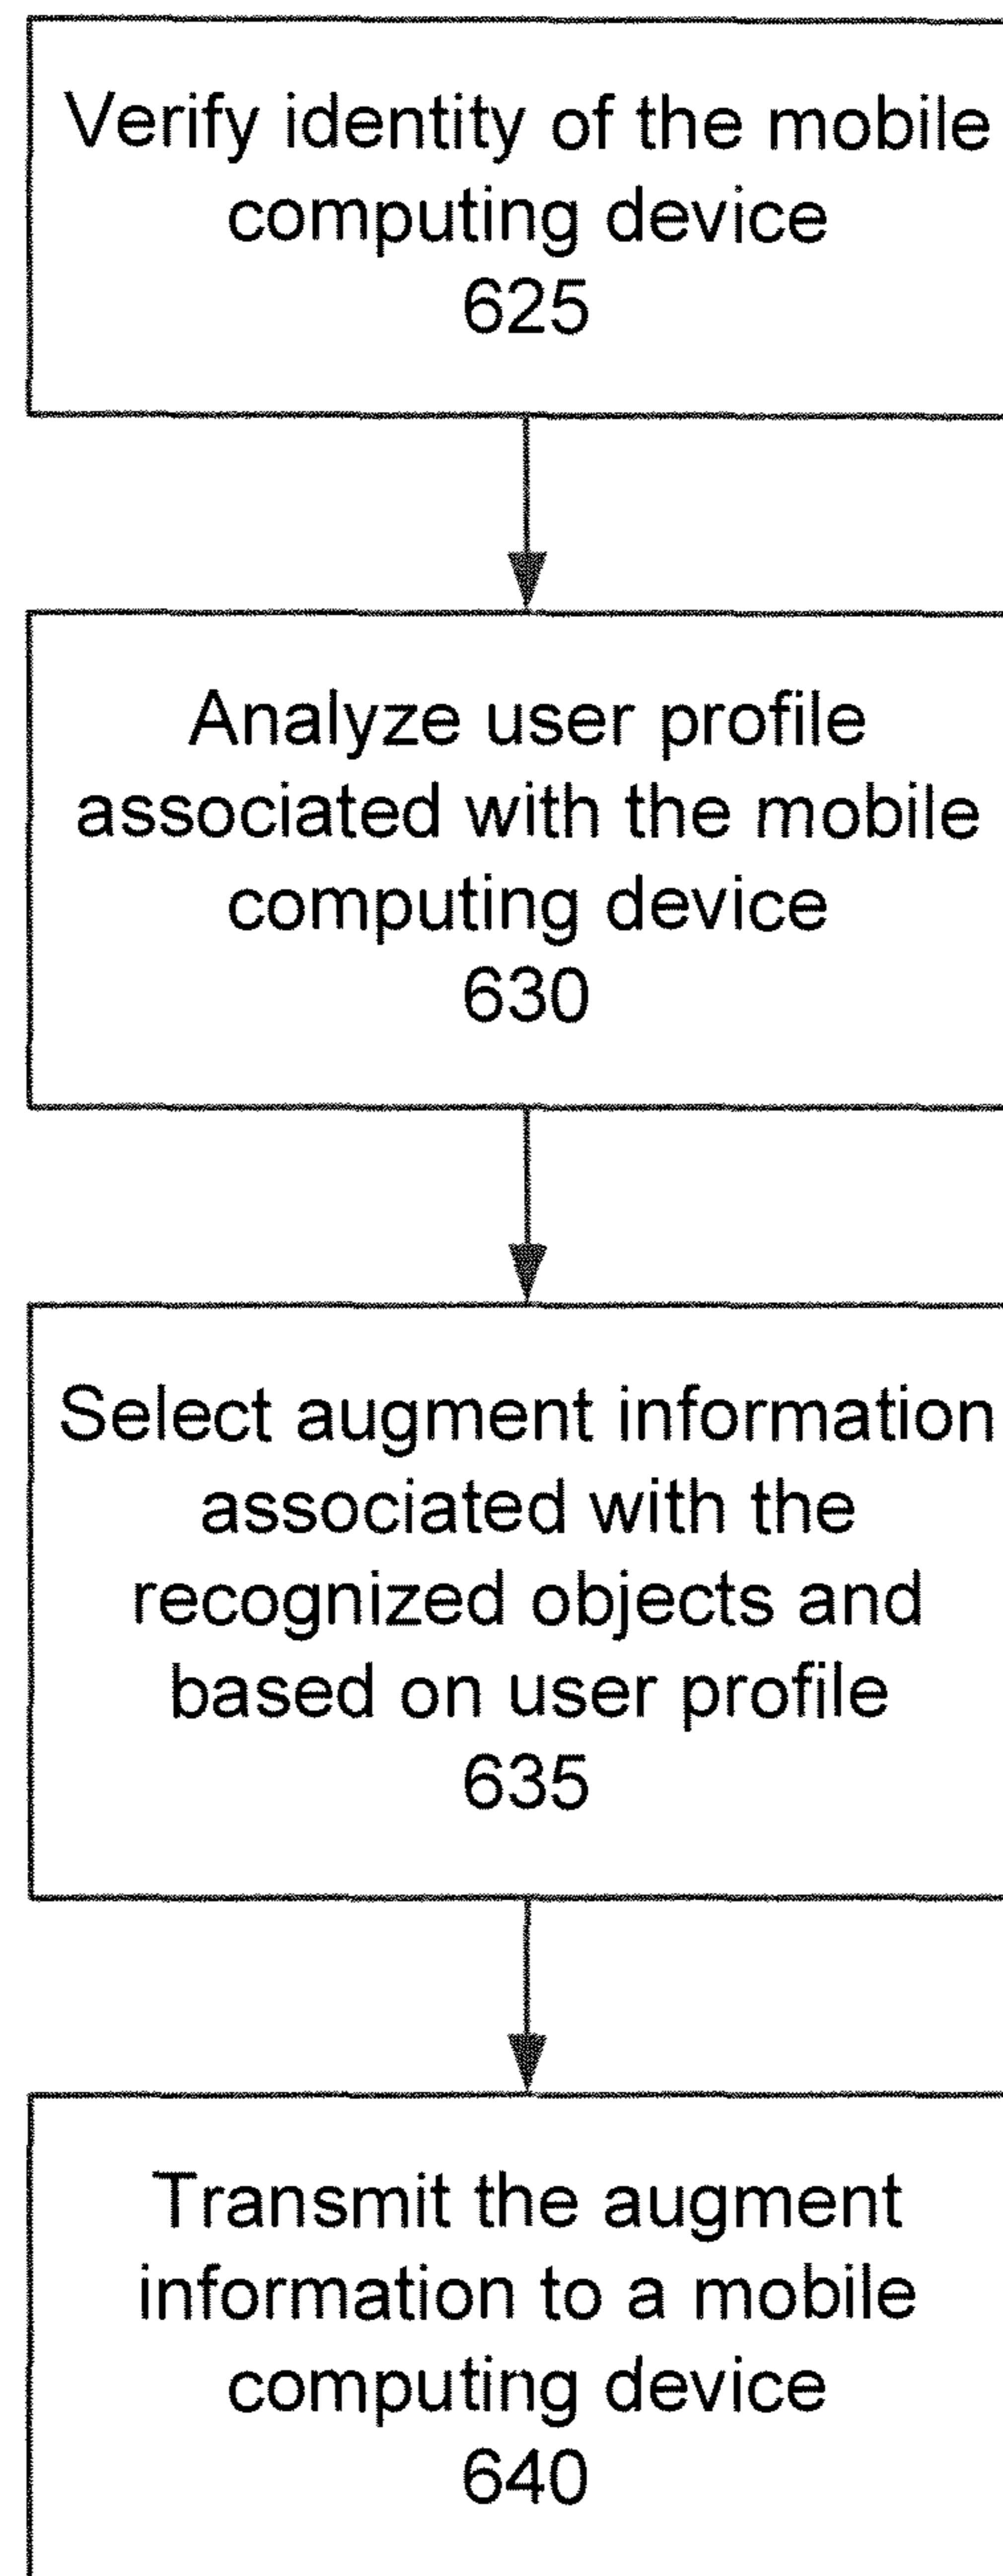 Verify identity of the mobile
computing device
625
Analyze user profile
associated with the mobile
computing device
630
Select augment information
associated with the
recognized objects and
based on user profile
635
Transmit the augment
information to a mobile
computing device
640